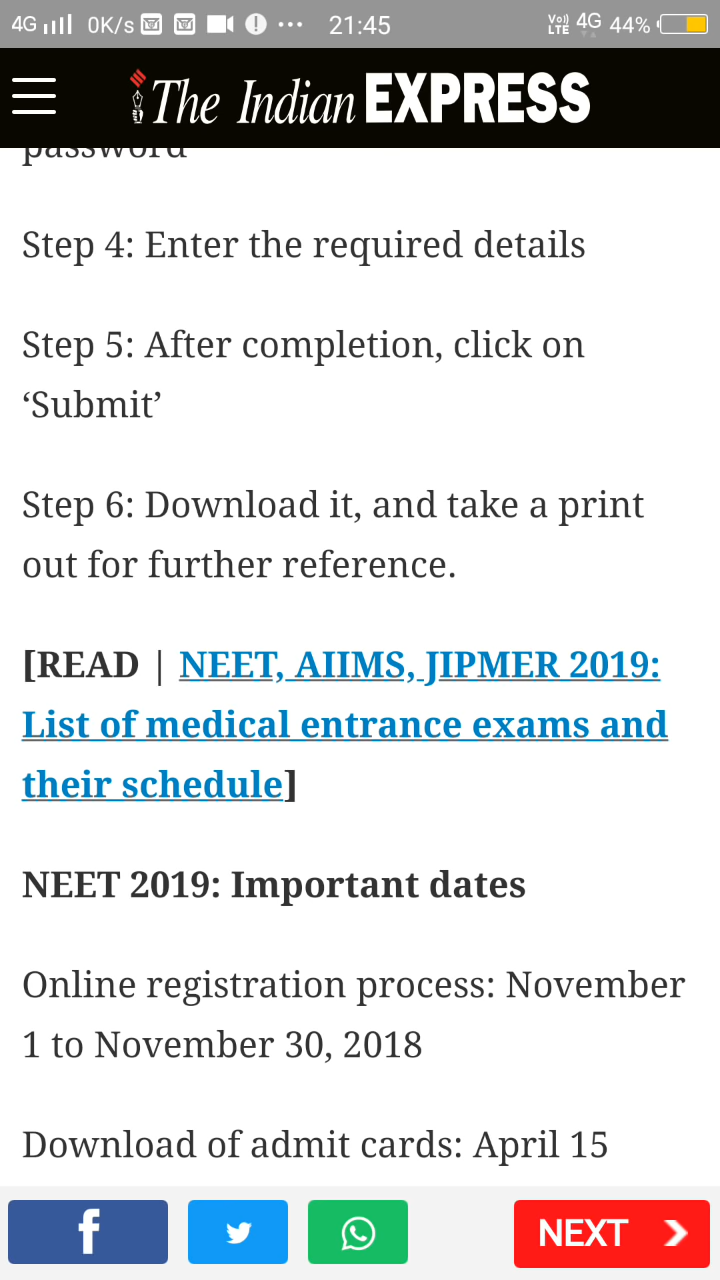 4G 0K/s 21:45 VoLTE 4G 44%
The Indian EXPRESS
password
Step 4: Enter the required details
Step 5: After completion, click on
‘Submit’
Step 6: Download it, and take a print
out for further reference.
[READ | NEET, AIIMS, JIPMER 2019:
List of medical entrance exams and
their schedule]
NEET 2019: Important dates
Online registration process: November
1 to November 30, 2018
Download of admit cards: April 15
f NEXT